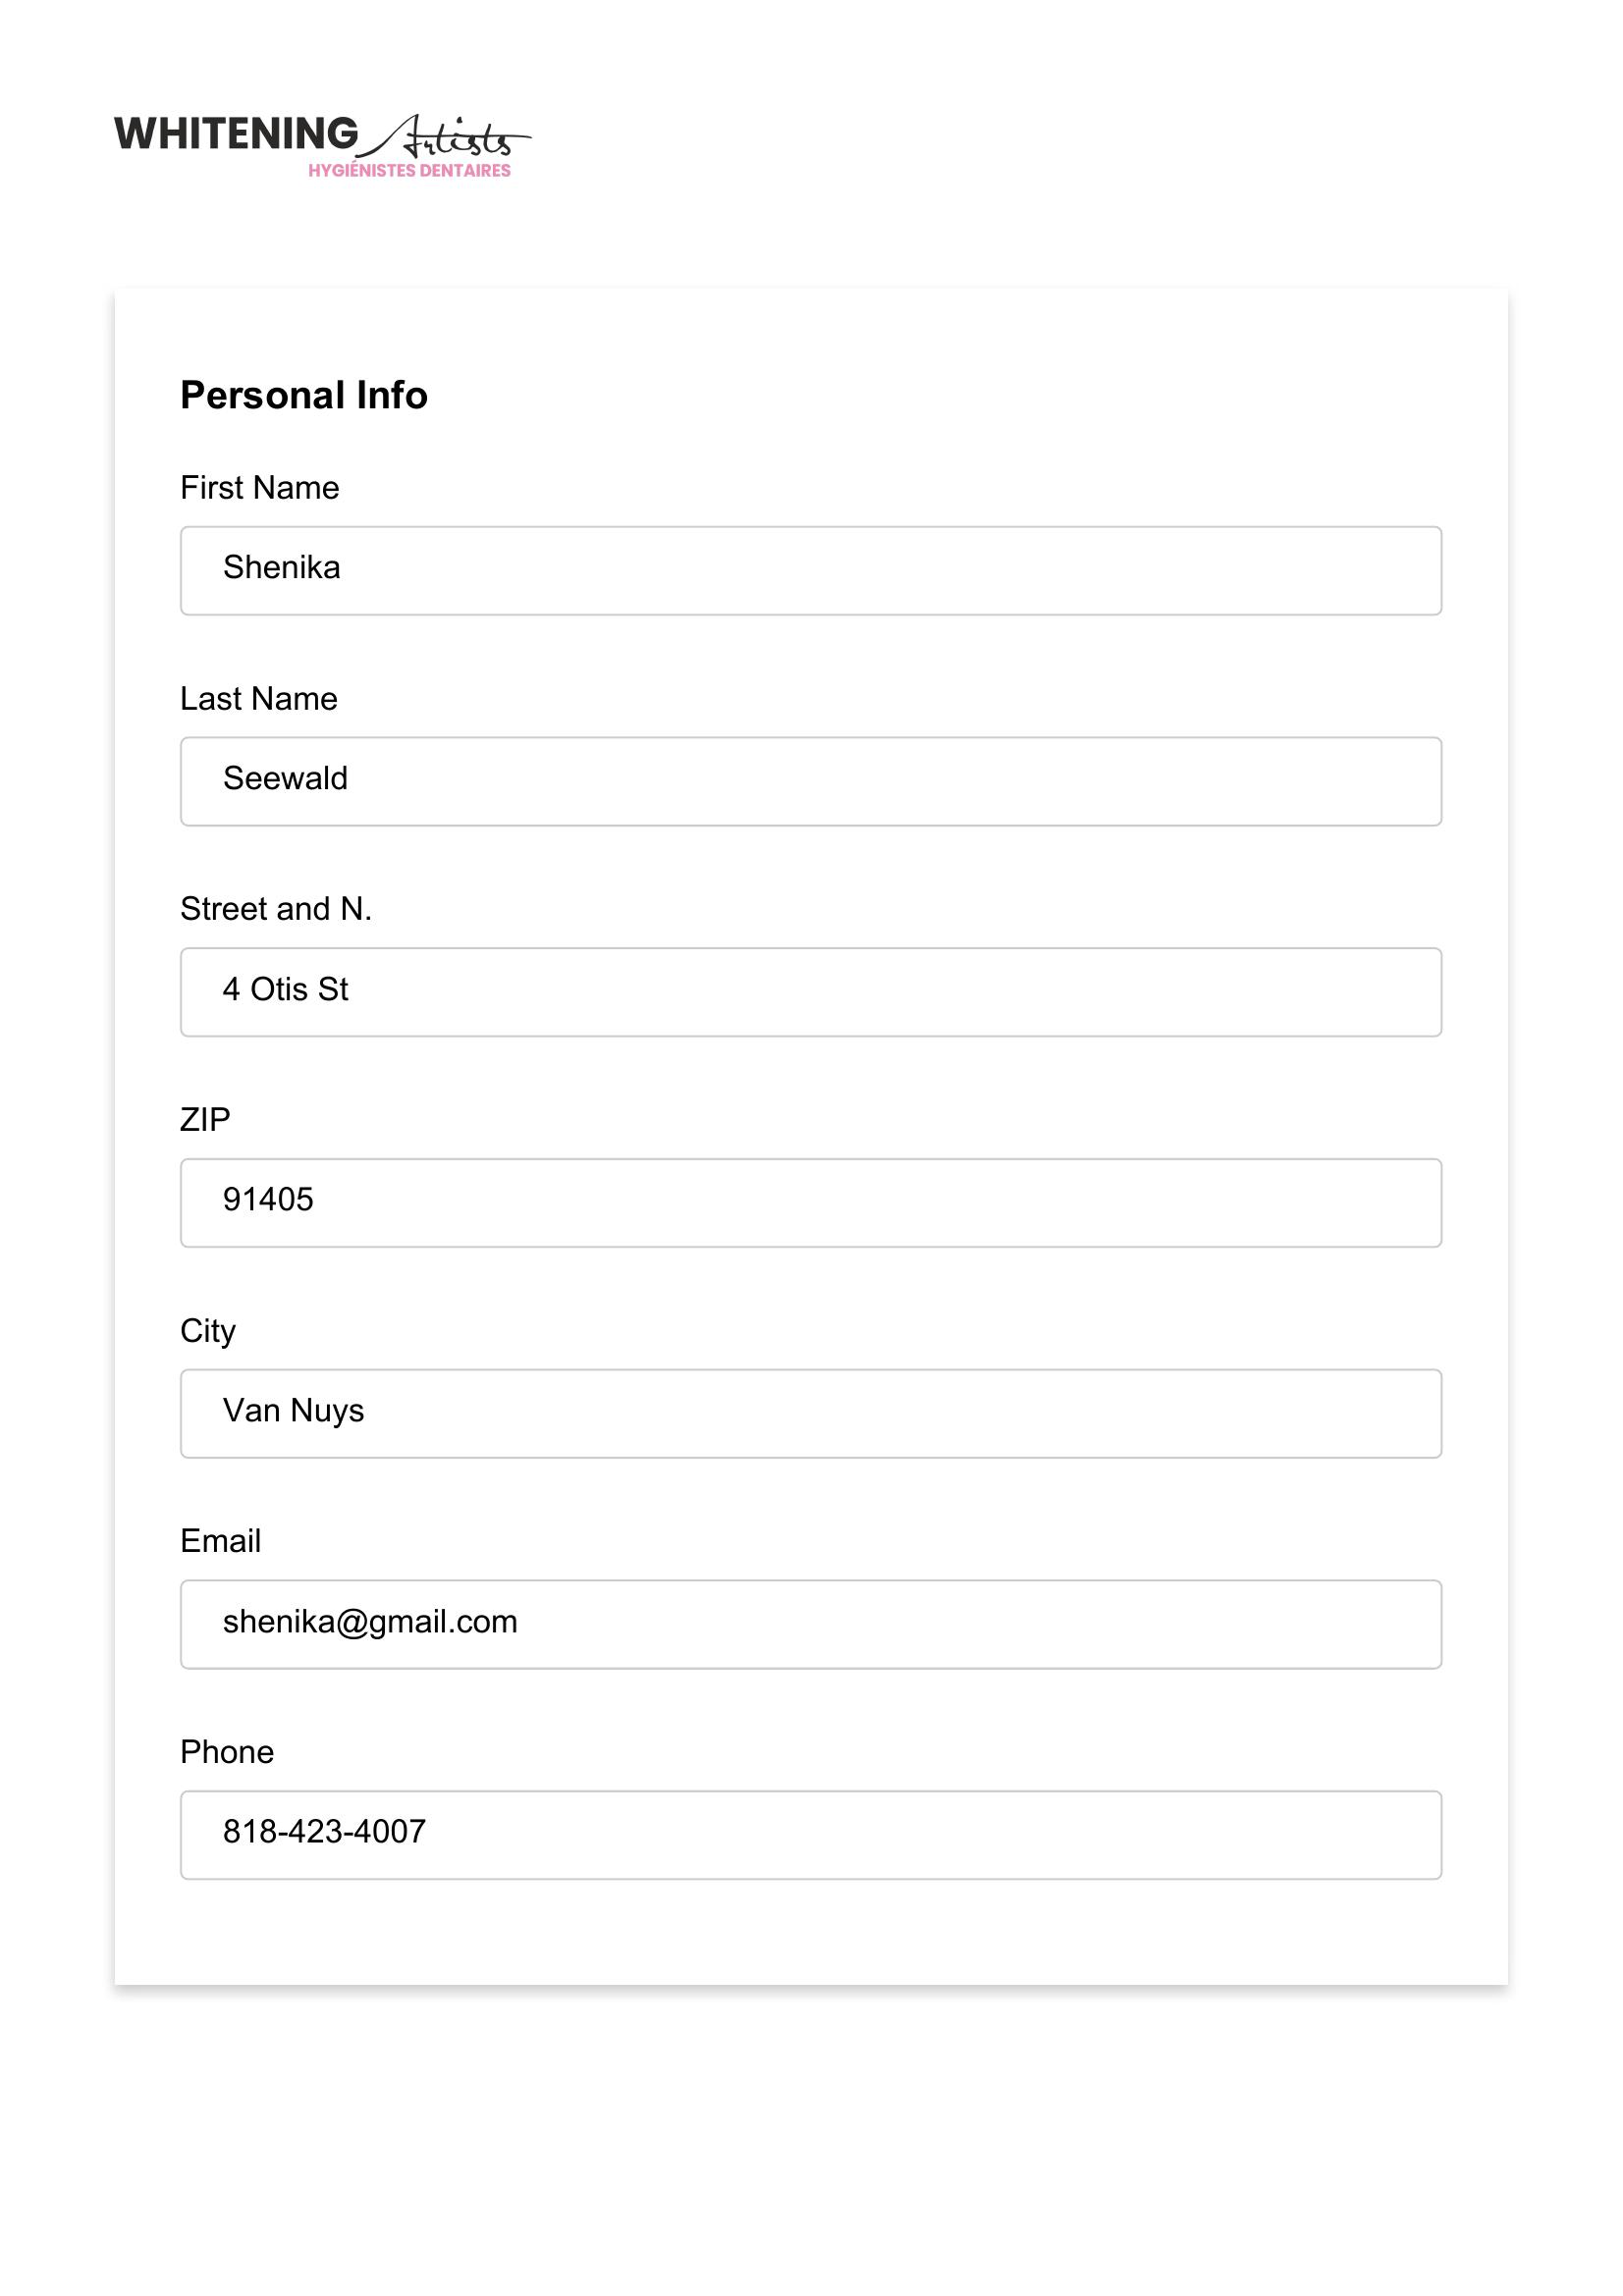 WHITENING Artists
HYGIÉNISTES DENTAIRES
Personal Info
First Name
Shenika
Last Name
Seewald
Street and N.
4 Otis St
ZIP
91405
City
Van Nuys
Email
shenika@gmail.com
Phone
818-423-4007